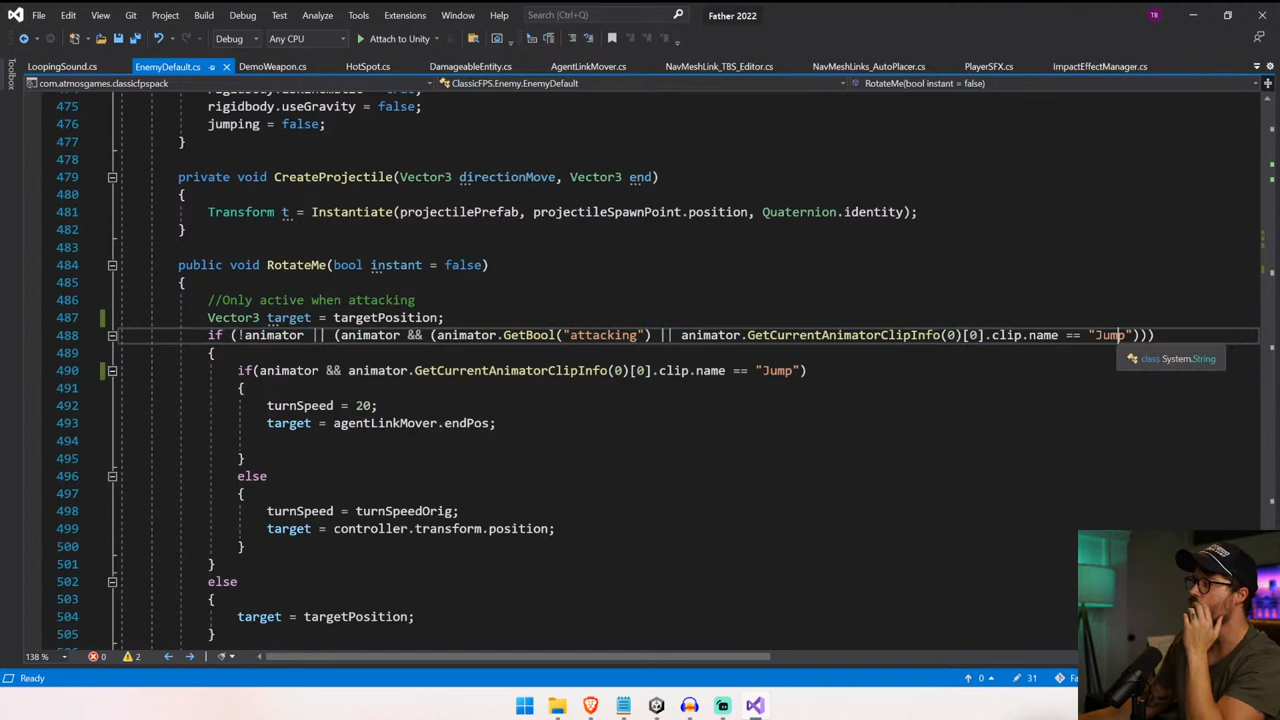 File Edit View Git Project Build Debug Test Analyze Tools Extensions Window Help Search (Ctrl+Q) Father 2022 TB
Debug Any CPU Attach to Unity
LoopingSound.cs EnemyDefault.cs DemoWeapon.cs HotSpot.cs DamageableEntity.cs AgentLinkMover.cs NavMeshLink_TBS_Editor.cs NavMeshLinks_AutoPlacer.cs PlayerSFX.cs ImpactEffectManager.cs
com.atmosgames.classicfpspack ClassicFPS.Enemy.EnemyDefault RotateMe(bool instant = false)
Toolbox
475 rigidbody.useGravity = false;
476 jumping = false;
477 }
478
479 private void CreateProjectile(Vector3 directionMove, Vector3 end)
480 {
481 Transform t = Instantiate(projectilePrefab, projectileSpawnPoint.position, Quaternion.identity);
482 }
483
484 public void RotateMe(bool instant = false)
485 {
486 //Only active when attacking
487 Vector3 target = targetPosition;
488 if (!animator || (animator && (animator.GetBool("attacking") || animator.GetCurrentAnimatorClipInfo(0)[0].clip.name == "Jump")))
489 {
class System.String
490 if(animator && animator.GetCurrentAnimatorClipInfo(0)[0].clip.name == "Jump")
491 {
492 turnSpeed = 20;
493 target = agentLinkMover.endPos;
494
495 }
496 else
497 {
498 turnSpeed = turnSpeedOrig;
499 target = controller.transform.position;
500 }
501 }
502 else
503 {
504 target = targetPosition;
505 }
138 % 0 2
Ready 0 31 Fa